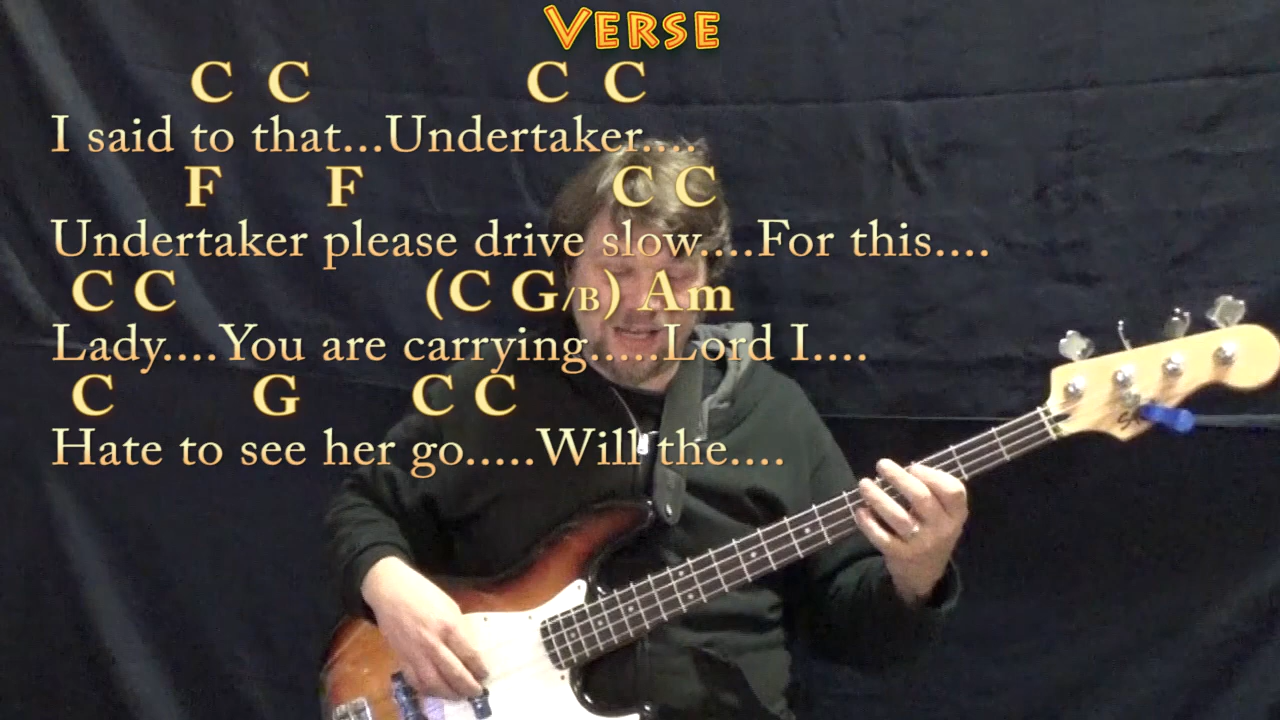 VERSE
C C C C
I said to that...Undertaker....
F F C C
Undertaker please drive slow....For this....
C C (C G/B) Am
Lady....You are carrying.....Lord I....
C G C C
Hate to see her go.....Will the....